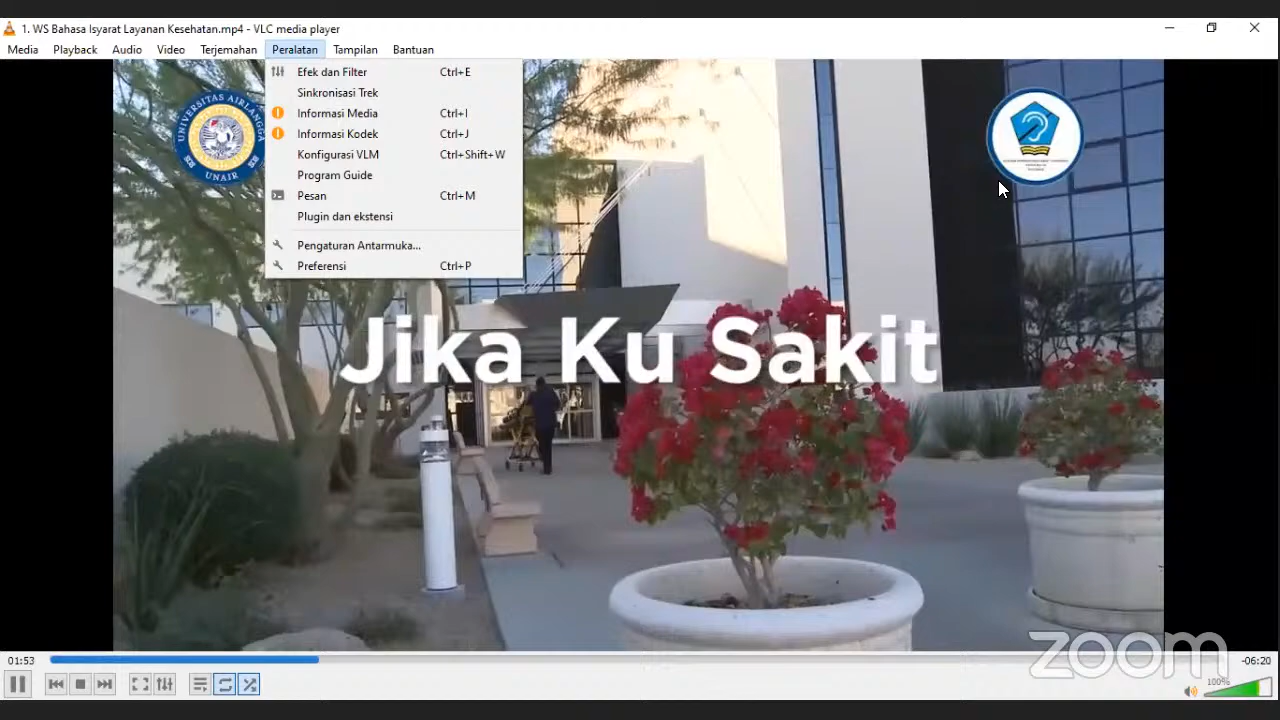 1. WS Bahasa Isyarat Layanan Kesehatan.mp4 - VLC media player
Media Playback Audio Video Terjemahan Peralatan Tampilan Bantuan
Efek dan Filter Ctrl+E
Sinkronisasi Trek
Informasi Media Ctrl+I
Informasi Kodek Ctrl+J
Konfigurasi VLM Ctrl+Shift+W
Program Guide
Pesan Ctrl+M
Plugin dan ekstensi
Pengaturan Antarmuka...
Preferensi Ctrl+P
UNIVERSITAS AIRLANGGA
UNAIR
Jika Ku Sakit
zoom
01:53
-06:20
100%